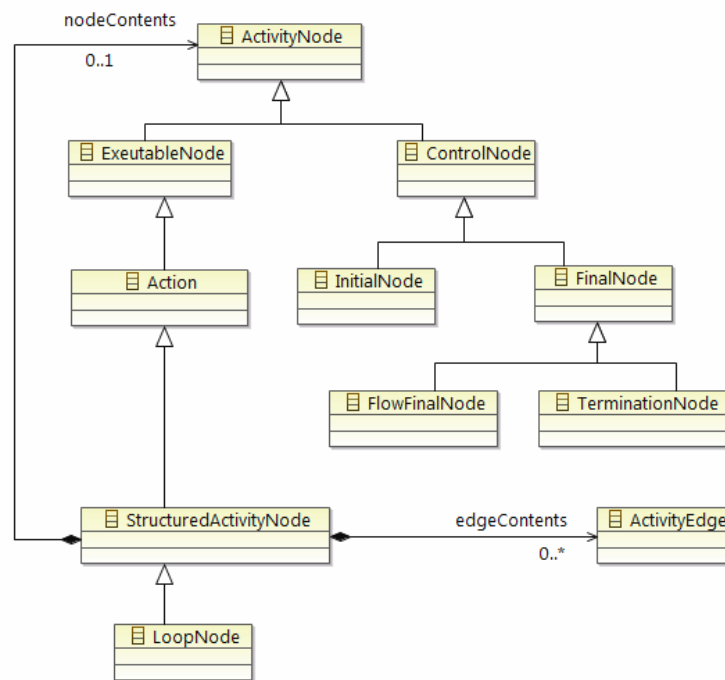 nodeContents
ActivityNode
0..1
ExeutableNode
ControlNode
Action
InitialNode
FinalNode
FlowFinalNode
TerminationNode
StructuredActivityNode
edgeContents
ActivityEdge
0..*
LoopNode